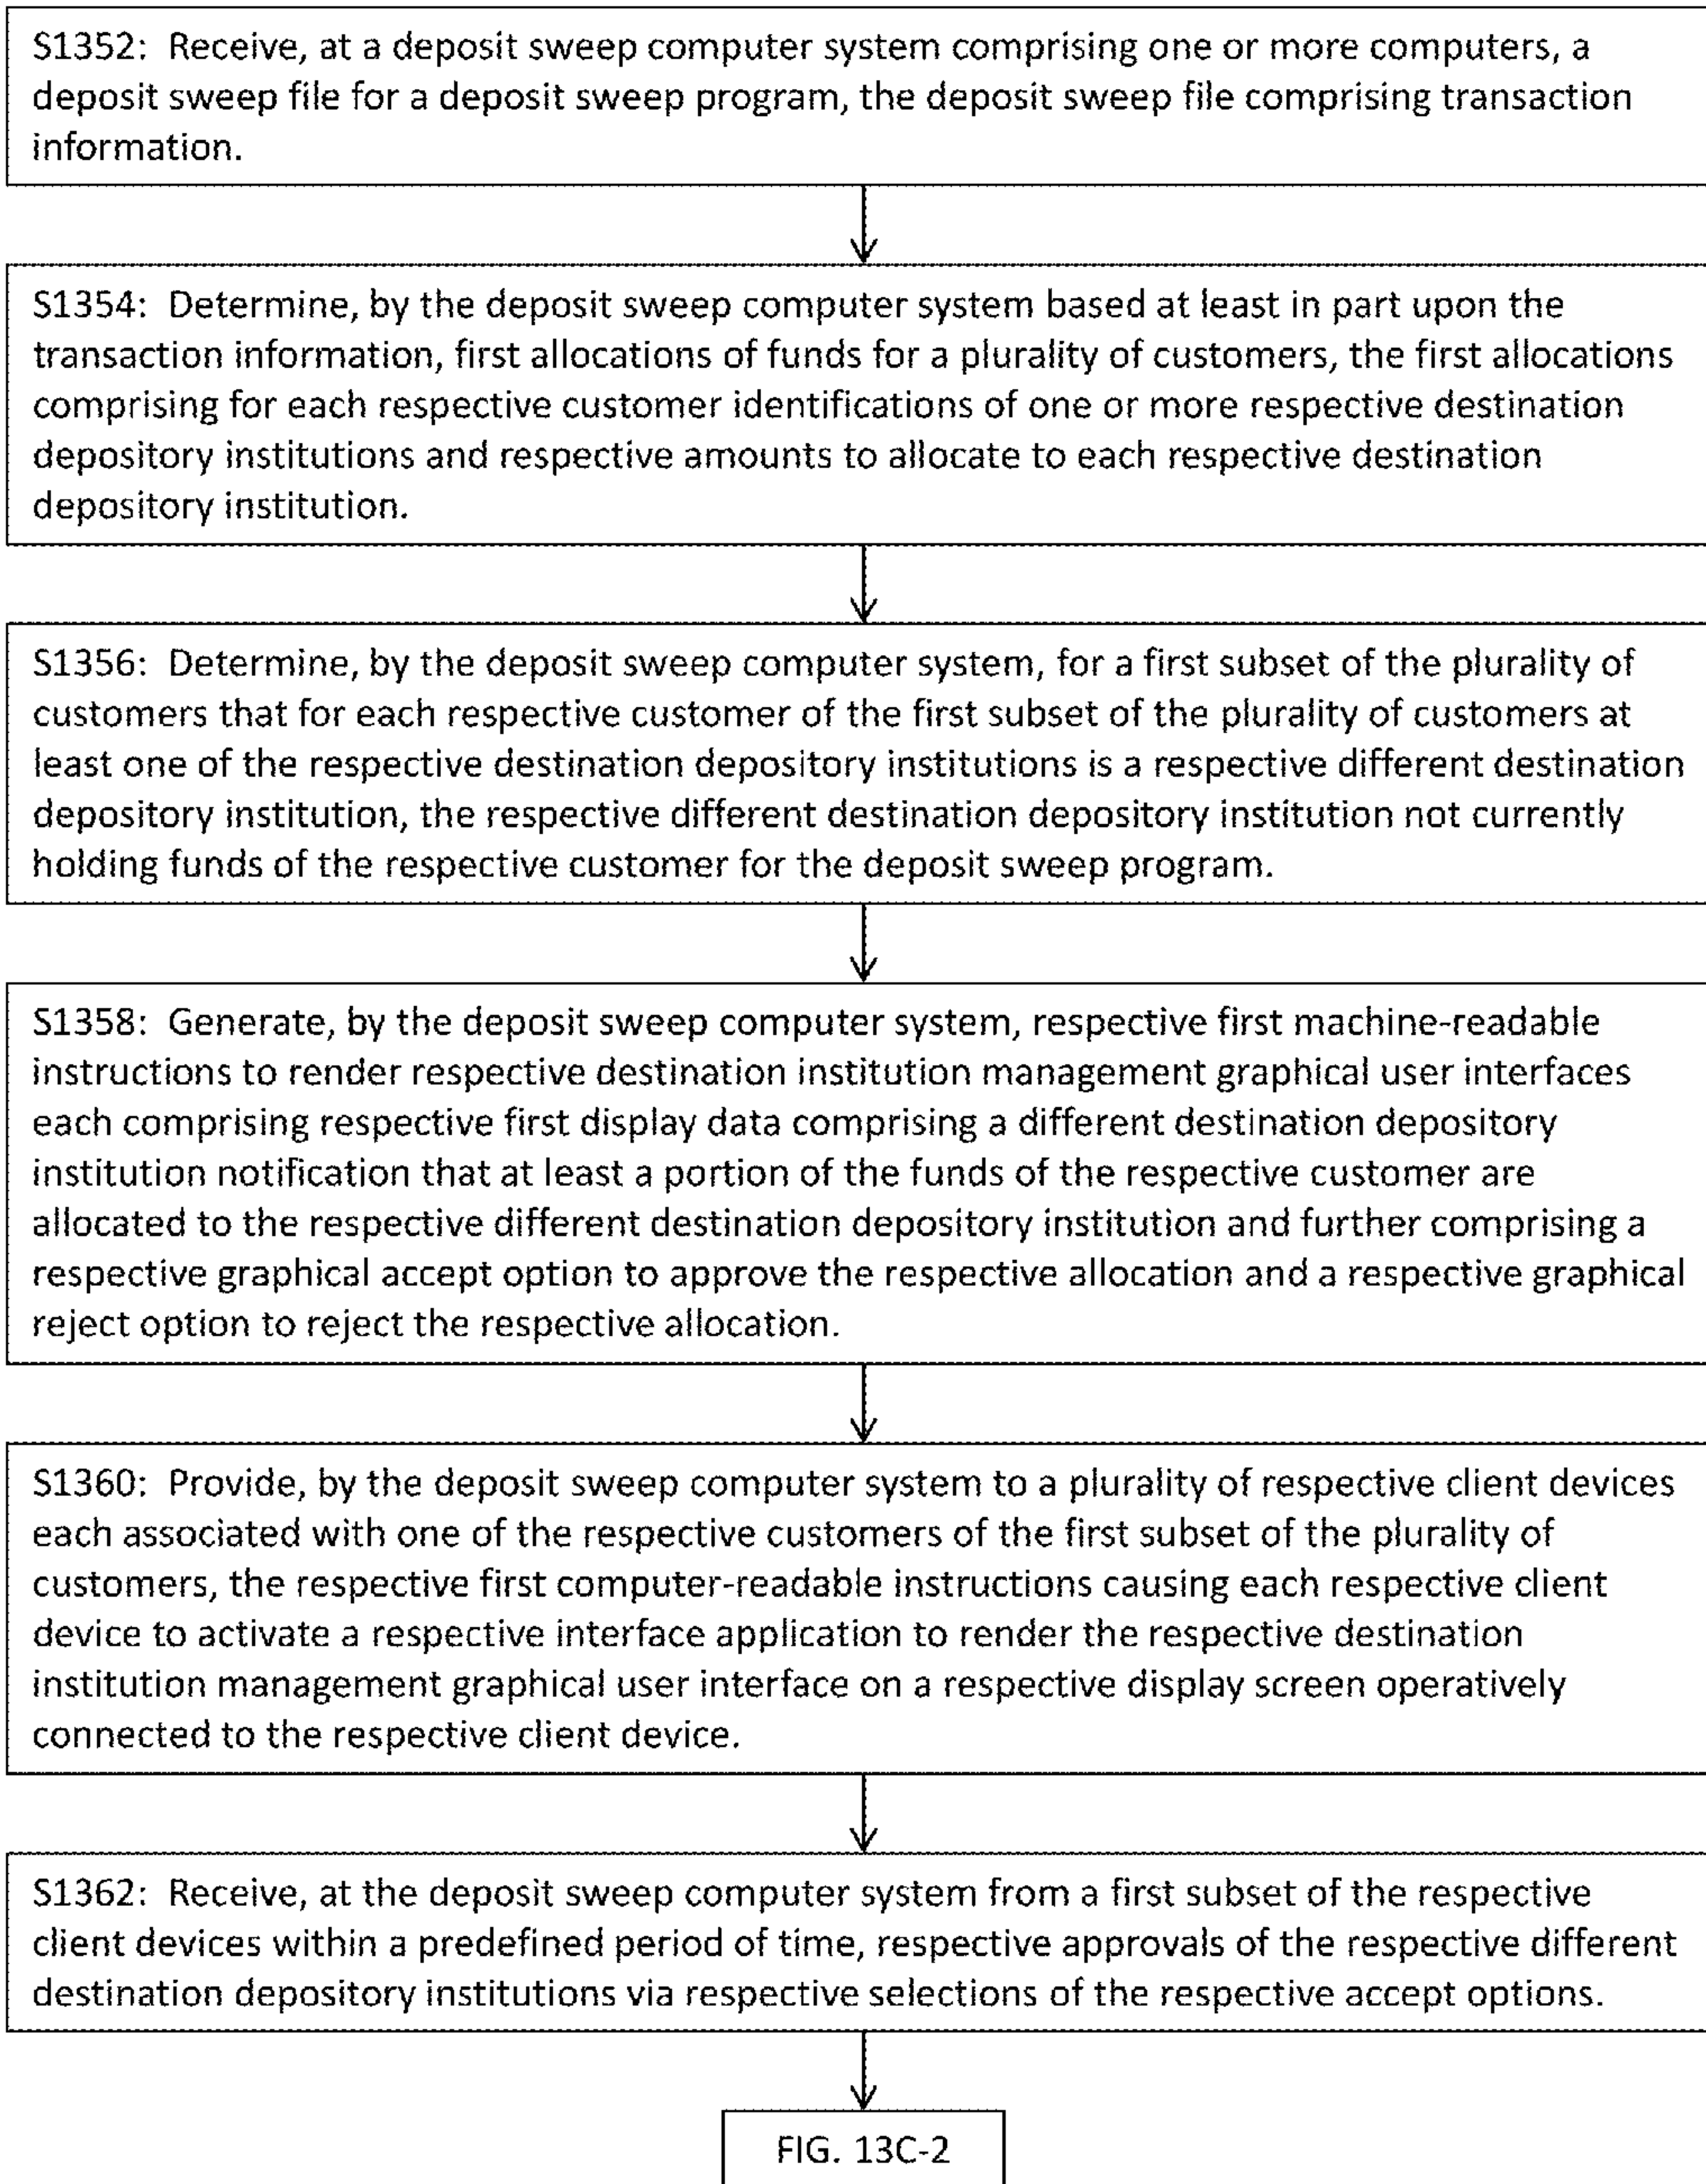 S1352: Receive, at a deposit sweep computer system comprising one or more computers, a
deposit sweep file for a deposit sweep program, the deposit sweep file comprising transaction
information.
S1354: Determine, by the deposit sweep computer system based at least in part upon the
transaction information, first allocations of funds for a plurality of customers, the first allocations
comprising for each respective customer identifications of one or more respective destination
depository institutions and respective amounts to allocate to each respective destination
depository institution.
S1356: Determine, by the deposit sweep computer system, for a first subset of the plurality of
customers that for each respective customer of the first subset of the plurality of customers at
least one of the respective destination depository institutions is a respective different destination
depository institution, the respective different destination depository institution not currently
holding funds of the respective customer for the deposit sweep program.
S1358: Generate, by the deposit sweep computer system, respective first machine-readable
instructions to render respective destination institution management graphical user interfaces
each comprising respective first display data comprising a different destination depository
institution notification that at least a portion of the funds of the respective customer are
allocated to the respective different destination depository institution and further comprising a
respective graphical accept option to approve the respective allocation and a respective graphical
reject option to reject the respective allocation.
S1360: Provide, by the deposit sweep computer system to a plurality of respective client devices
each associated with one of the respective customers of the first subset of the plurality of
customers, the respective first computer-readable instructions causing each respective client
device to activate a respective interface application to render the respective destination
institution management graphical user interface on a respective display screen operatively
connected to the respective client device.
S1362: Receive, at the deposit sweep computer system from a first subset of the respective
client devices within a predefined period of time, respective approvals of the respective different
destination depository institutions via respective selections of the respective accept options.
FIG. 13C-2